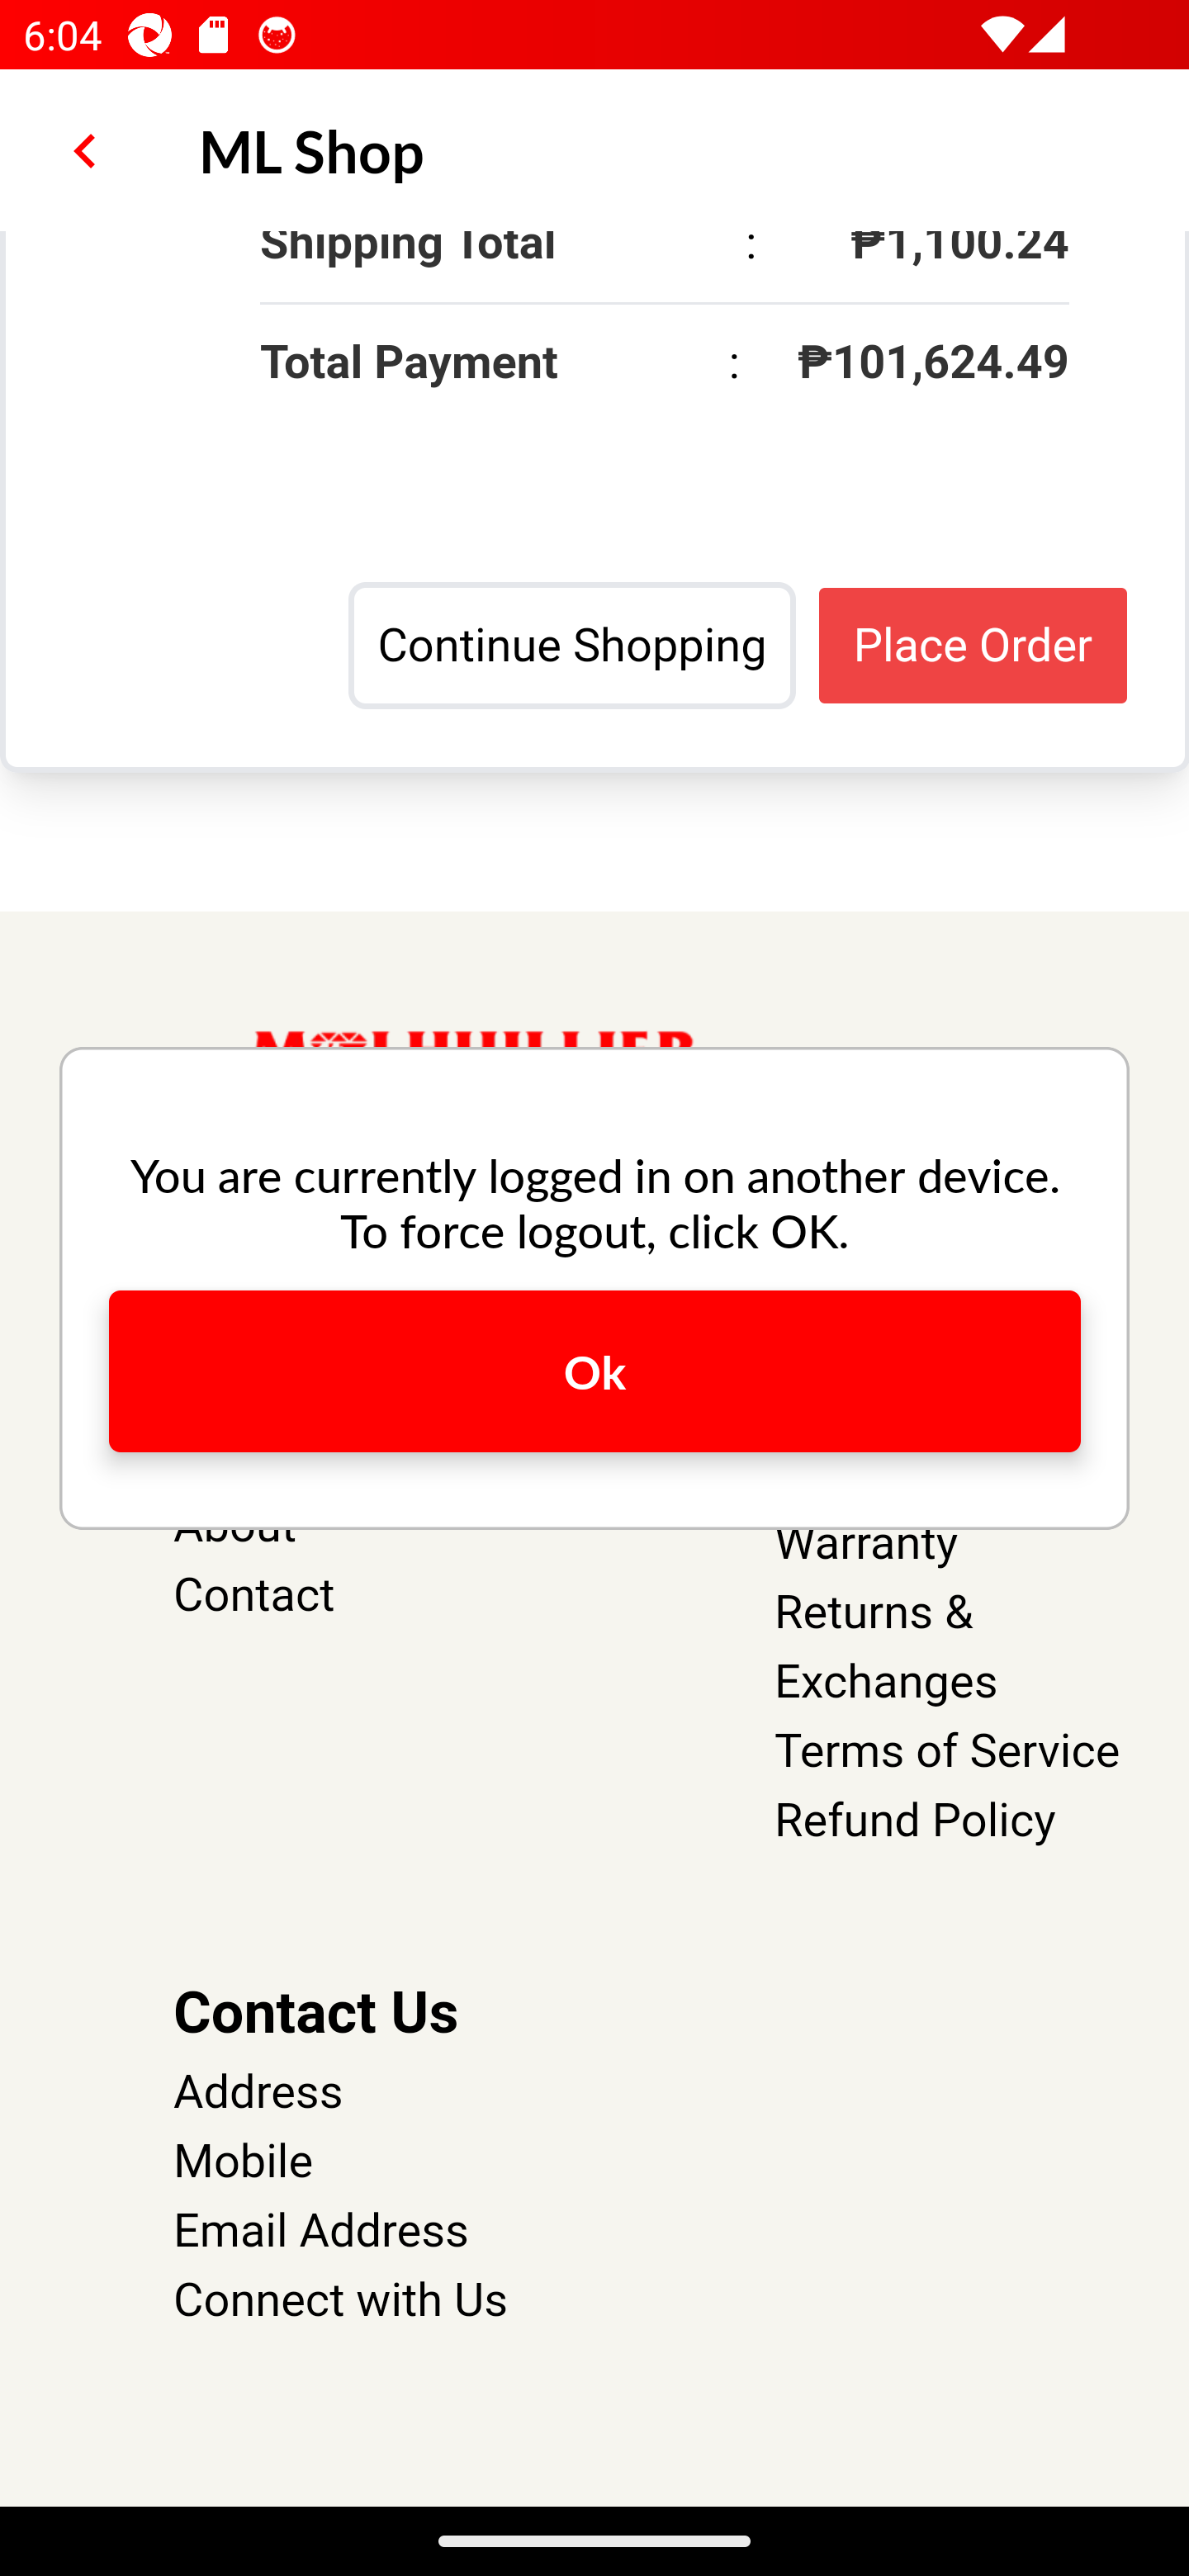 6:04
ML Shop
Shipping Total : ₱1,100.24
Total Payment : ₱101,624.49
Continue Shopping
Place Order
You are currently logged in on another device.
To force logout, click OK.
Ok
About
Contact
Warranty
Returns &
Exchanges
Terms of Service
Refund Policy
Contact Us
Address
Mobile
Email Address
Connect with Us